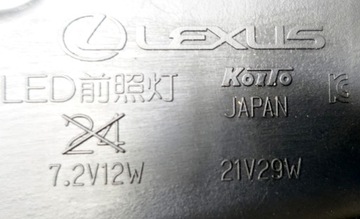 LEXUS
LED前照灯 KOITO
JAPAN
24
7.2V12W 21V29W